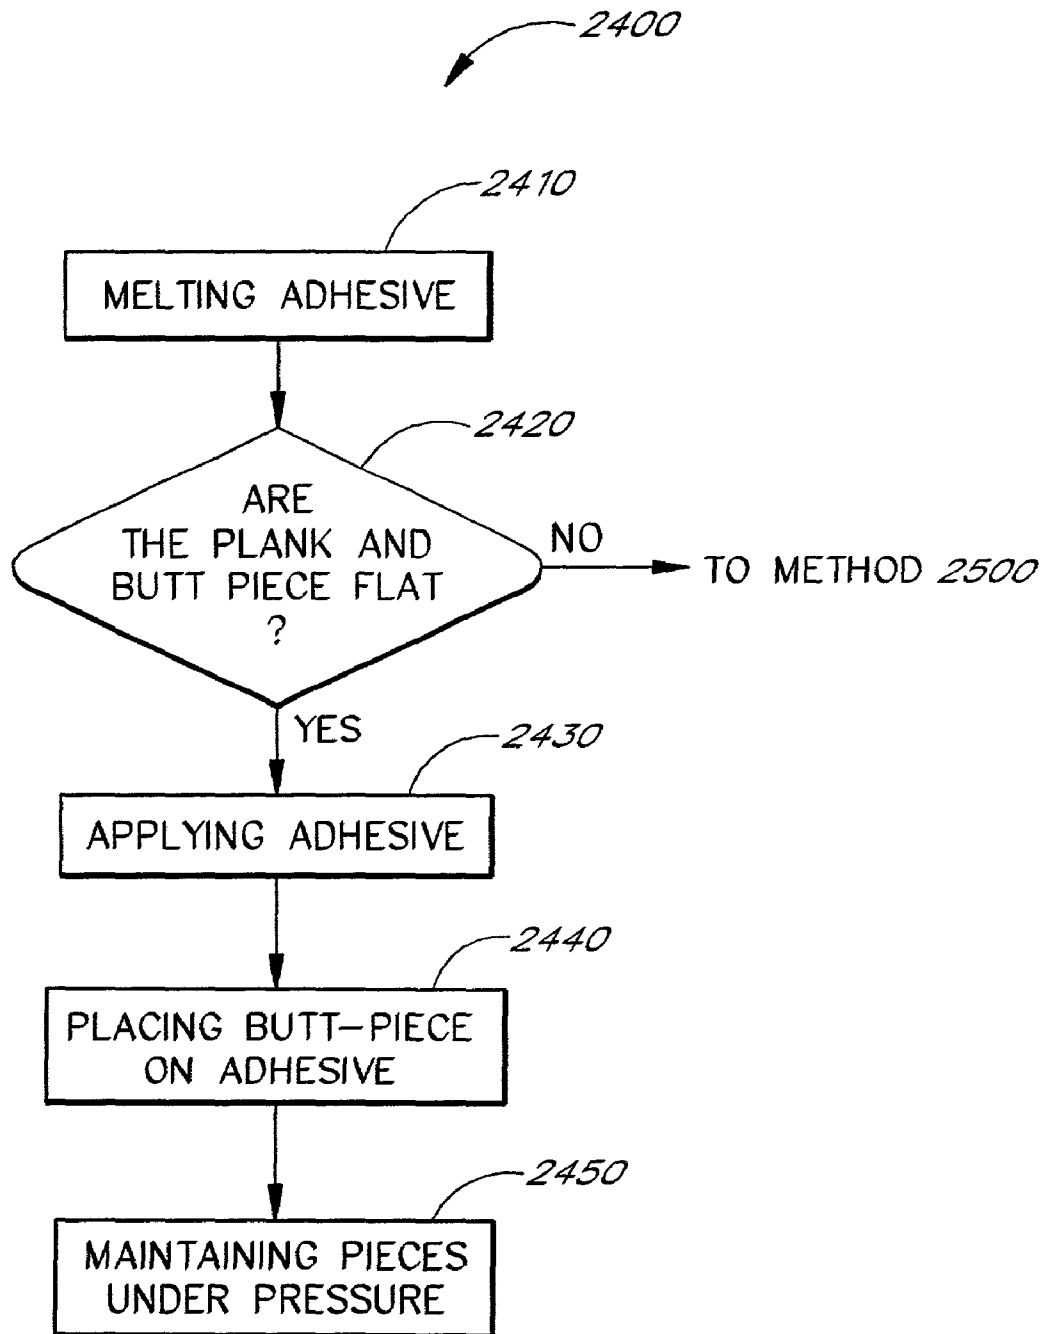 2400
2410
MELTING ADHESIVE
2420
ARE
THE PLANK AND
BUTT PIECE FLAT
?
NO
TO METHOD 2500
YES
2430
APPLYING ADHESIVE
2440
PLACING BUTT-PIECE
ON ADHESIVE
2450
MAINTAINING PIECES
UNDER PRESSURE